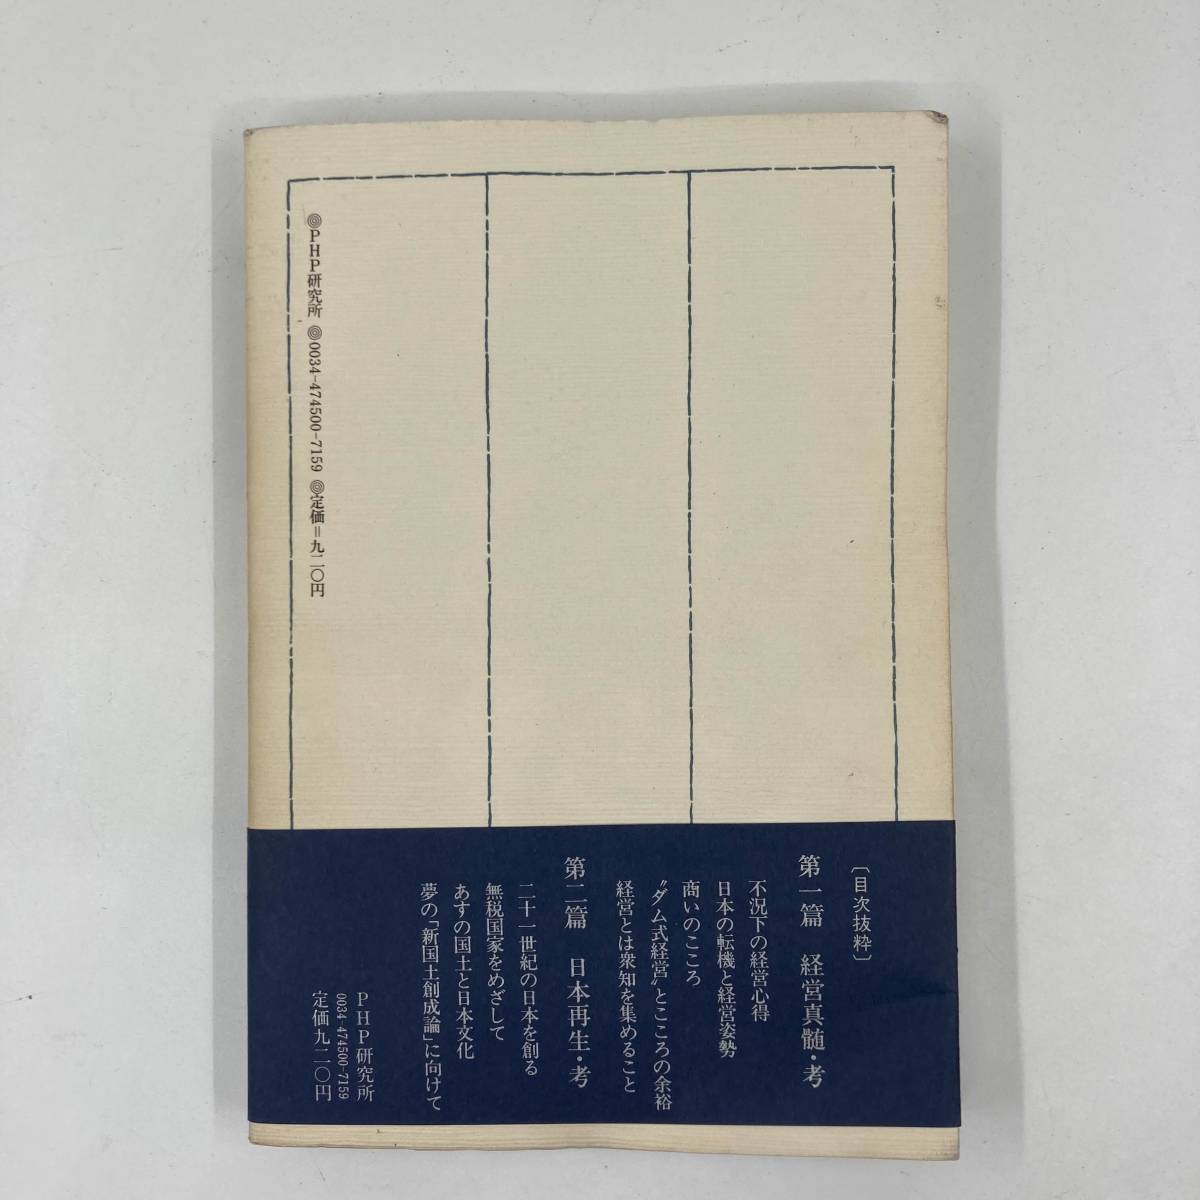 ◎PHP研究所 ◎0034-474500-7159 ◎定価=九二〇円
〔目次抜粋〕
第一篇 経営真髄・考
不況下の経営心得
日本の転機と経営姿勢
商いのこころ
〝ダム式経営〟とこころの余裕
経営とは衆知を集めること
第二篇 日本再生・考
二十一世紀の日本を創る
無税国家をめざして
あすの国土と日本文化
夢の「新国土創成論」に向けて
PHP研究所
0034-474500-7159
定価九二〇円